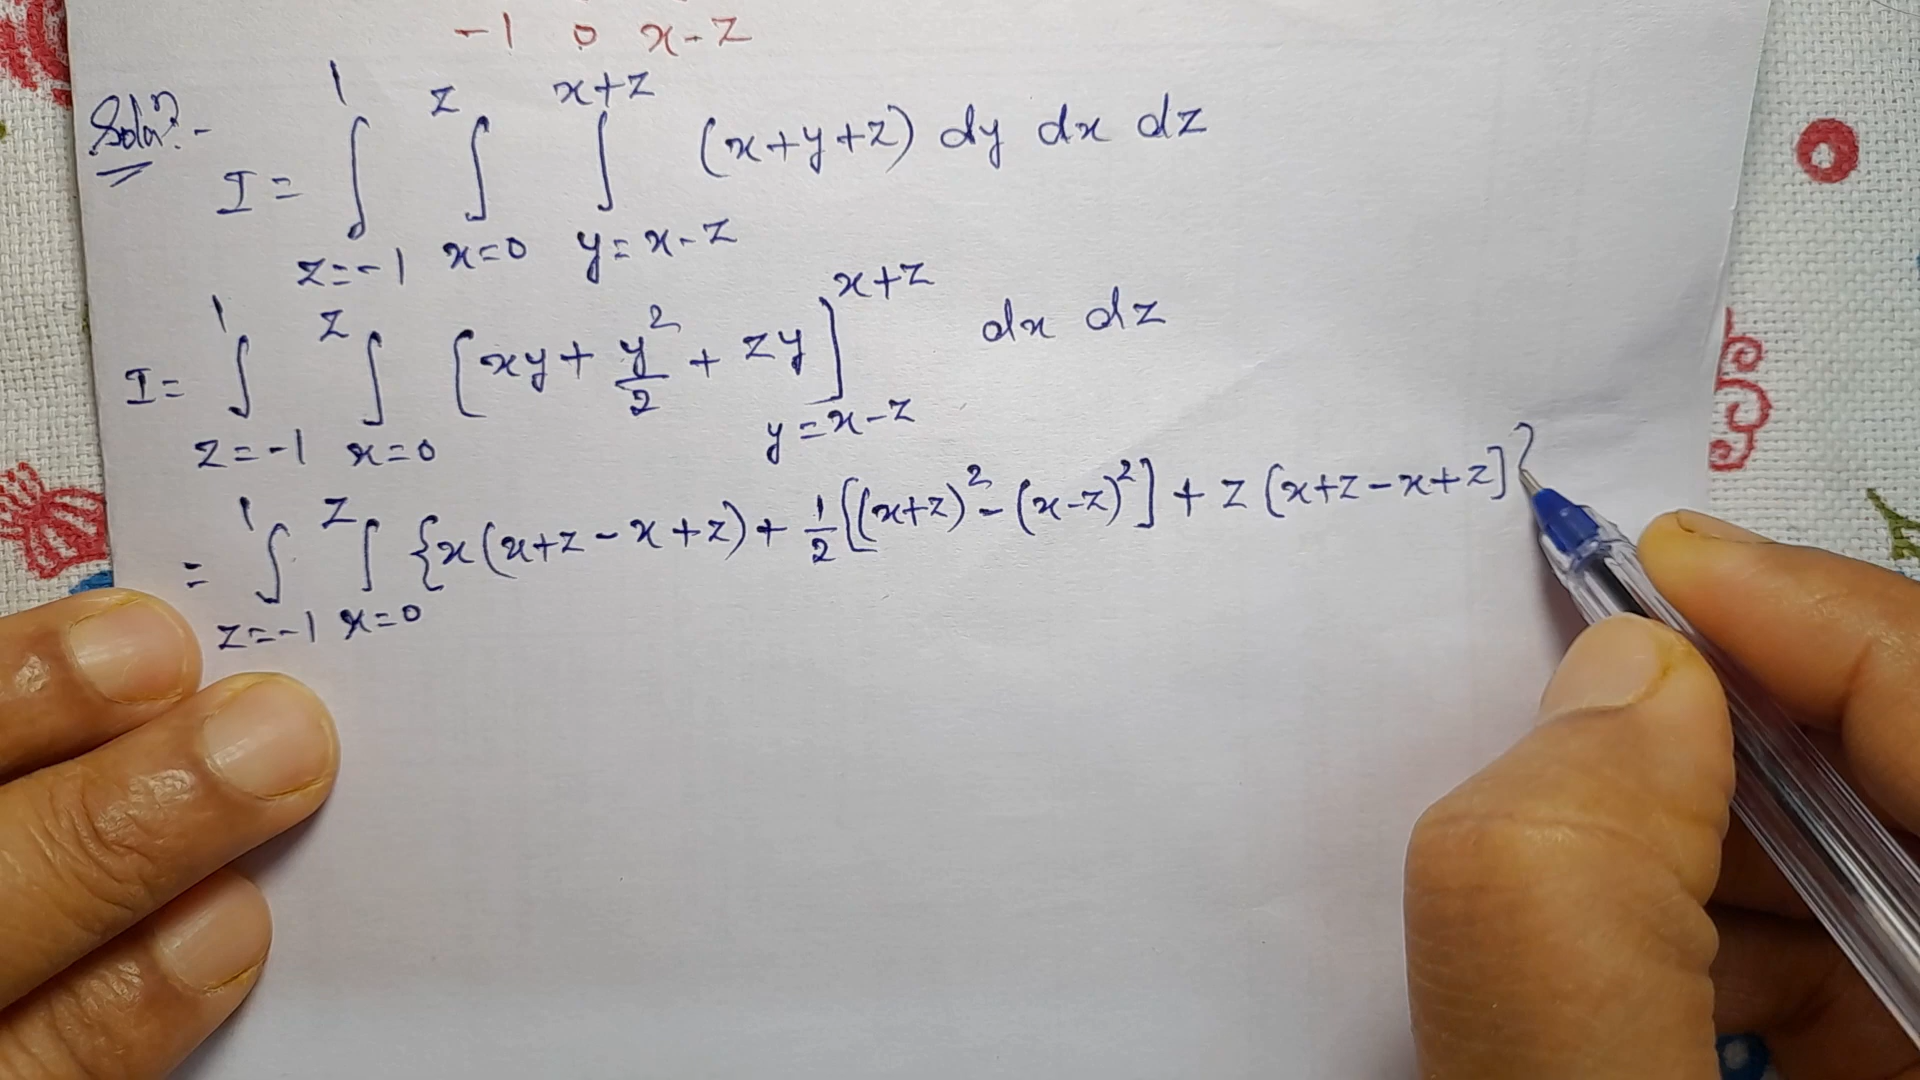 -1 0 x-z
Soln:-
I = ∫_{z=-1}^{1} ∫_{x=0}^{z} ∫_{y=x-z}^{x+z} (x+y+z) dy dx dz
I = ∫_{z=-1}^{1} ∫_{x=0}^{z} [xy + y²/2 + zy]_{y=x-z}^{x+z} dx dz
= ∫_{z=-1}^{1} ∫_{x=0}^{z} {x(x+z-x+z) + 1/2 [(x+z)² - (x-z)²] + z (x+z-x+z]